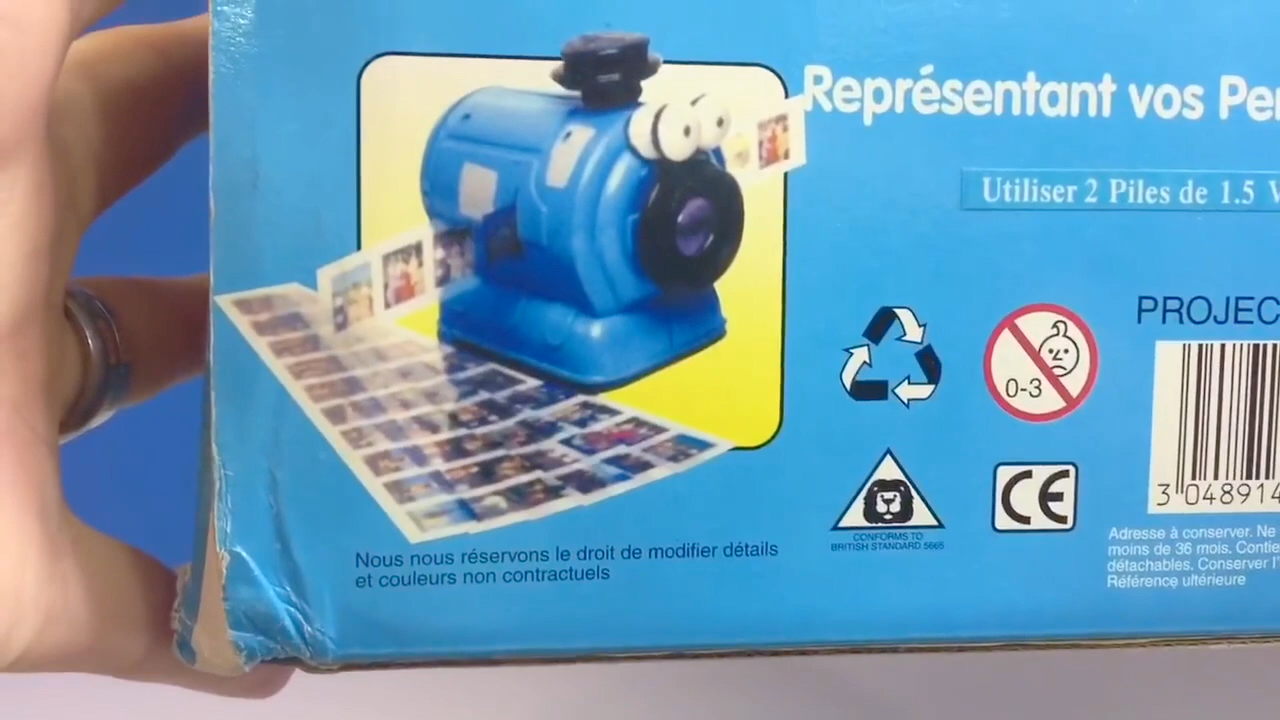 Représentant vos Pe
Utiliser 2 Piles de 1.5 V
PROJEC
0-3
CE
3 048914
CONFORMS TO
BRITISH STANDARD 5665
Adresse à conserver. Ne
moins de 36 mois. Contie
détachables. Conserver l'
Référence ultérieure
Nous nous réservons le droit de modifier détails
et couleurs non contractuels